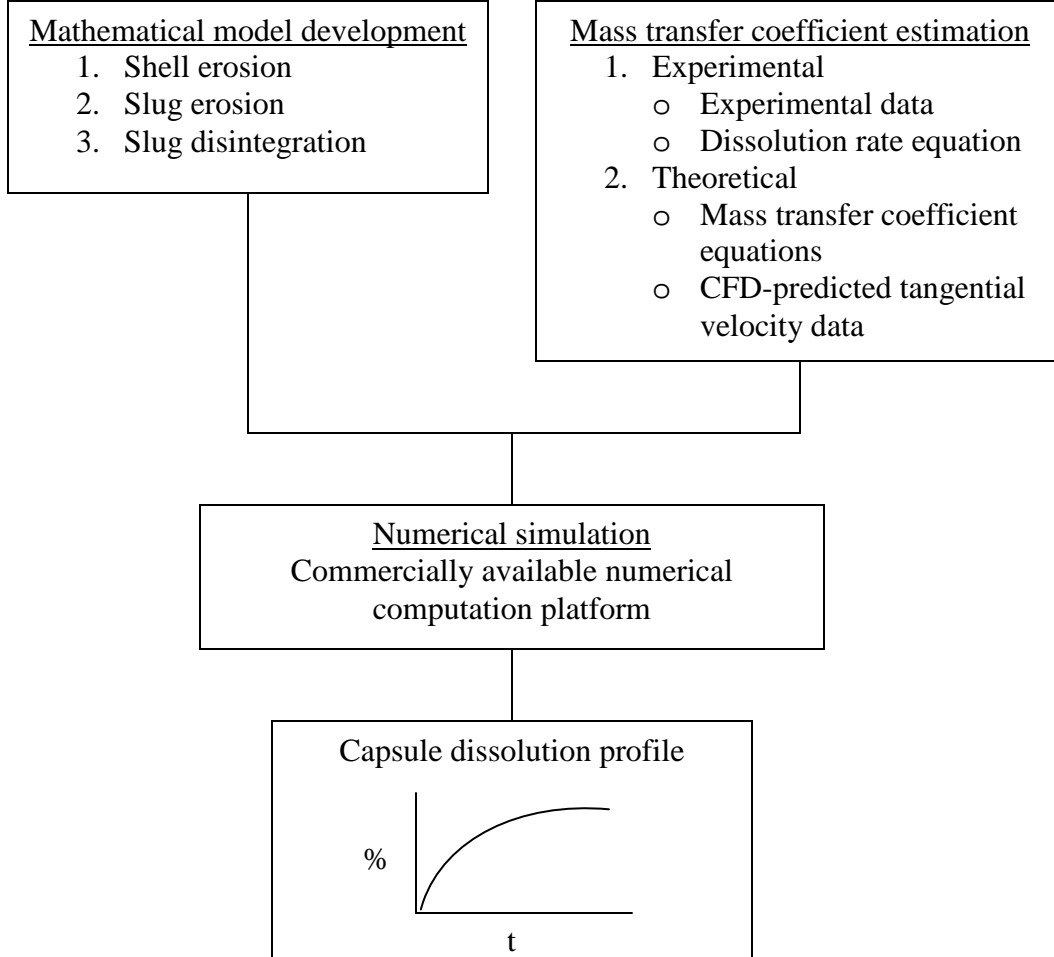 Mathematical model development
1. Shell erosion
2. Slug erosion
3. Slug disintegration
Mass transfer coefficient estimation
1. Experimental
o Experimental data
o Dissolution rate equation
2. Theoretical
o Mass transfer coefficient
equations
o CFD-predicted tangential
velocity data
Numerical simulation
Commercially available numerical
computation platform
Capsule dissolution profile
%
t